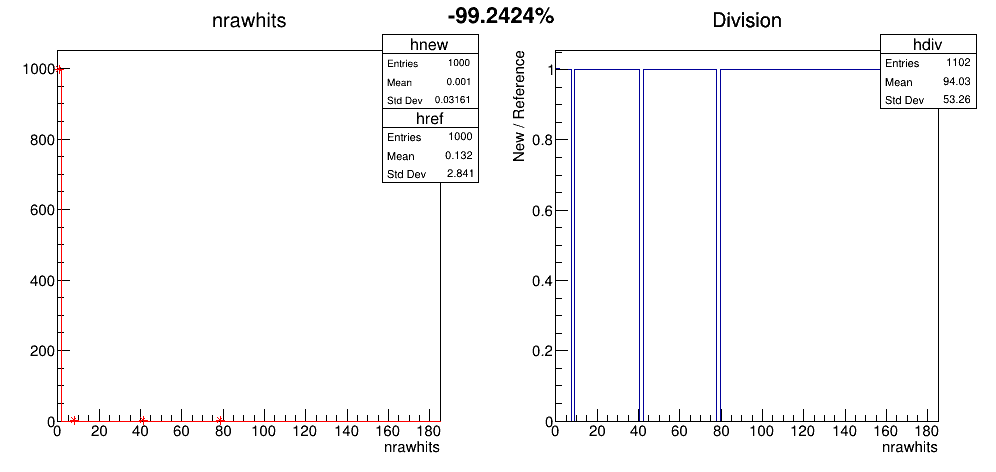 -99.2424%
nrawhits
hnew
Entries 1000
Mean 0.001
Std Dev 0.03161
href
Entries 1000
Mean 0.132
Std Dev 2.841
1000
800
600
400
200
0
0 20 40 60 80 100 120 140 160 180
nrawhits
Division
hdiv
Entries 1102
Mean 94.03
Std Dev 53.26
New / Reference
1
0.8
0.6
0.4
0.2
0
0 20 40 60 80 100 120 140 160 180
nrawhits